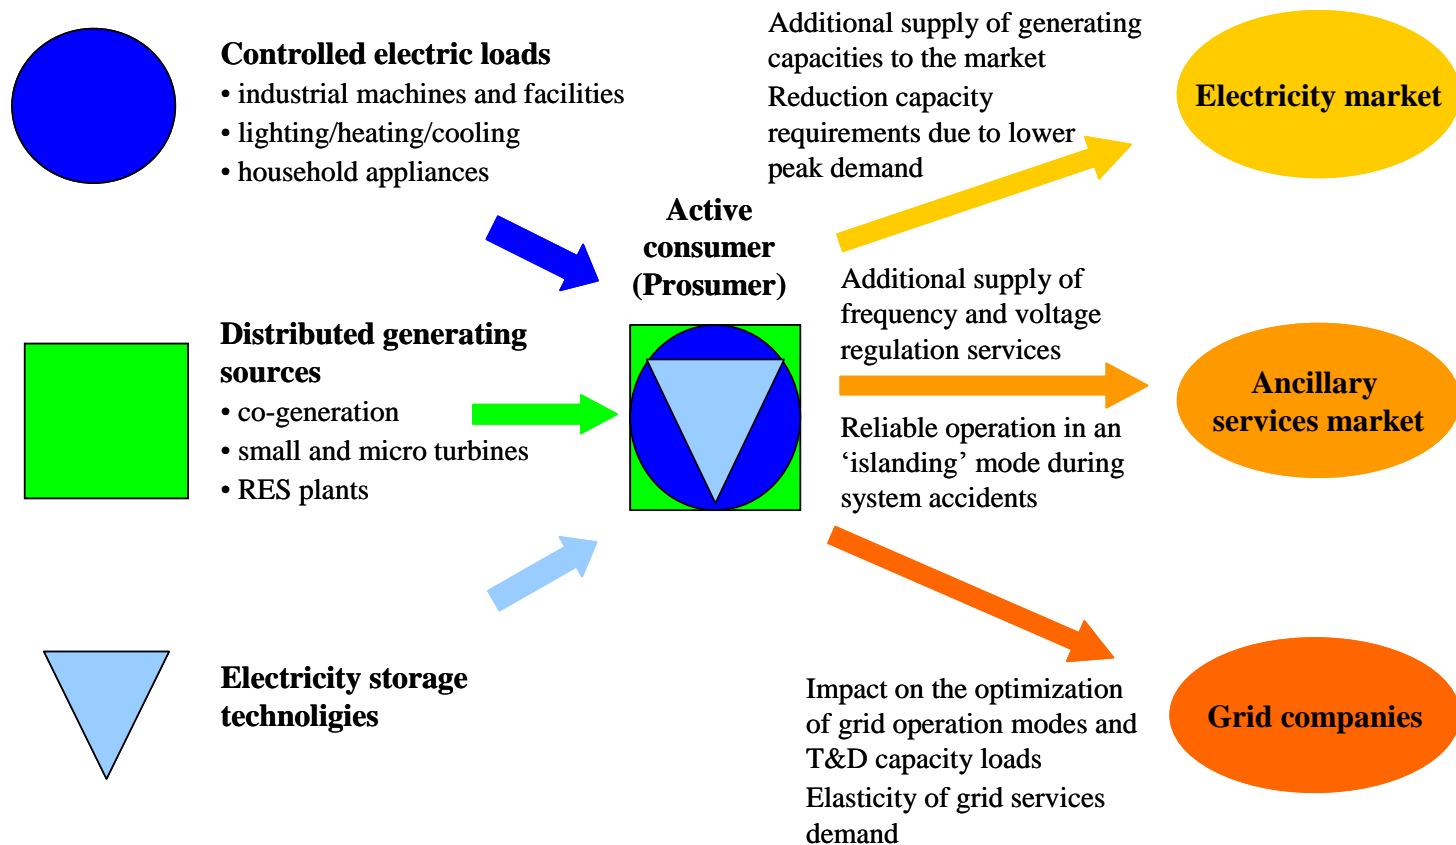 Controlled electric loads
• industrial machines and facilities
• lighting/heating/cooling
• household appliances
Distributed generating
sources
• co-generation
• small and micro turbines
• RES plants
Electricity storage
technoligies
Active
consumer
(Prosumer)
Additional supply of generating
capacities to the market
Reduction capacity
requirements due to lower
peak demand
Additional supply of
frequency and voltage
regulation services
Reliable operation in an
‘islanding’ mode during
system accidents
Impact on the optimization
of grid operation modes and
T&D capacity loads
Elasticity of grid services
demand
Electricity market
Ancillary
services market
Grid companies